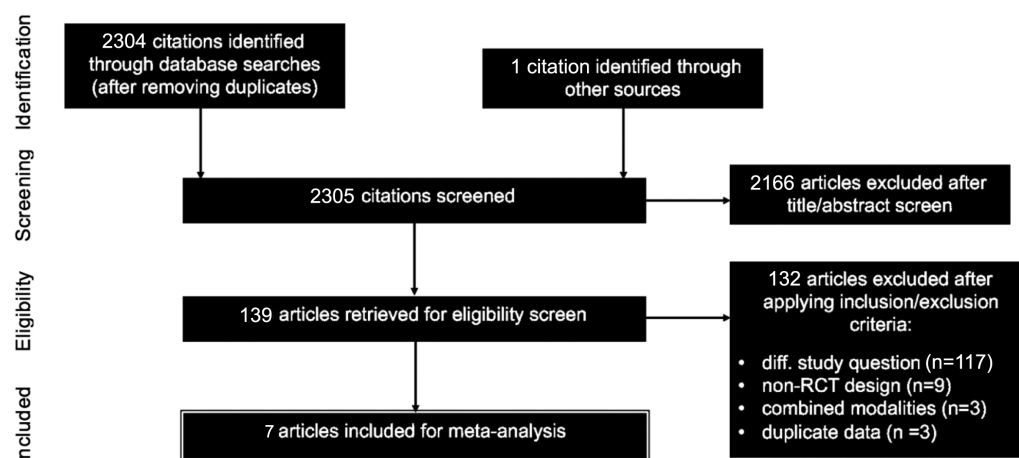 Identification
2304 citations identified
through database searches
(after removing duplicates)
1 citation identified through
other sources
Screening
2305 citations screened
2166 articles excluded after
title/abstract screen
Eligibility
139 articles retrieved for eligibility screen
132 articles excluded after
applying inclusion/exclusion
criteria:
• diff. study question (n=117)
• non-RCT design (n=9)
• combined modalities (n=3)
• duplicate data (n =3)
Included
7 articles included for meta-analysis